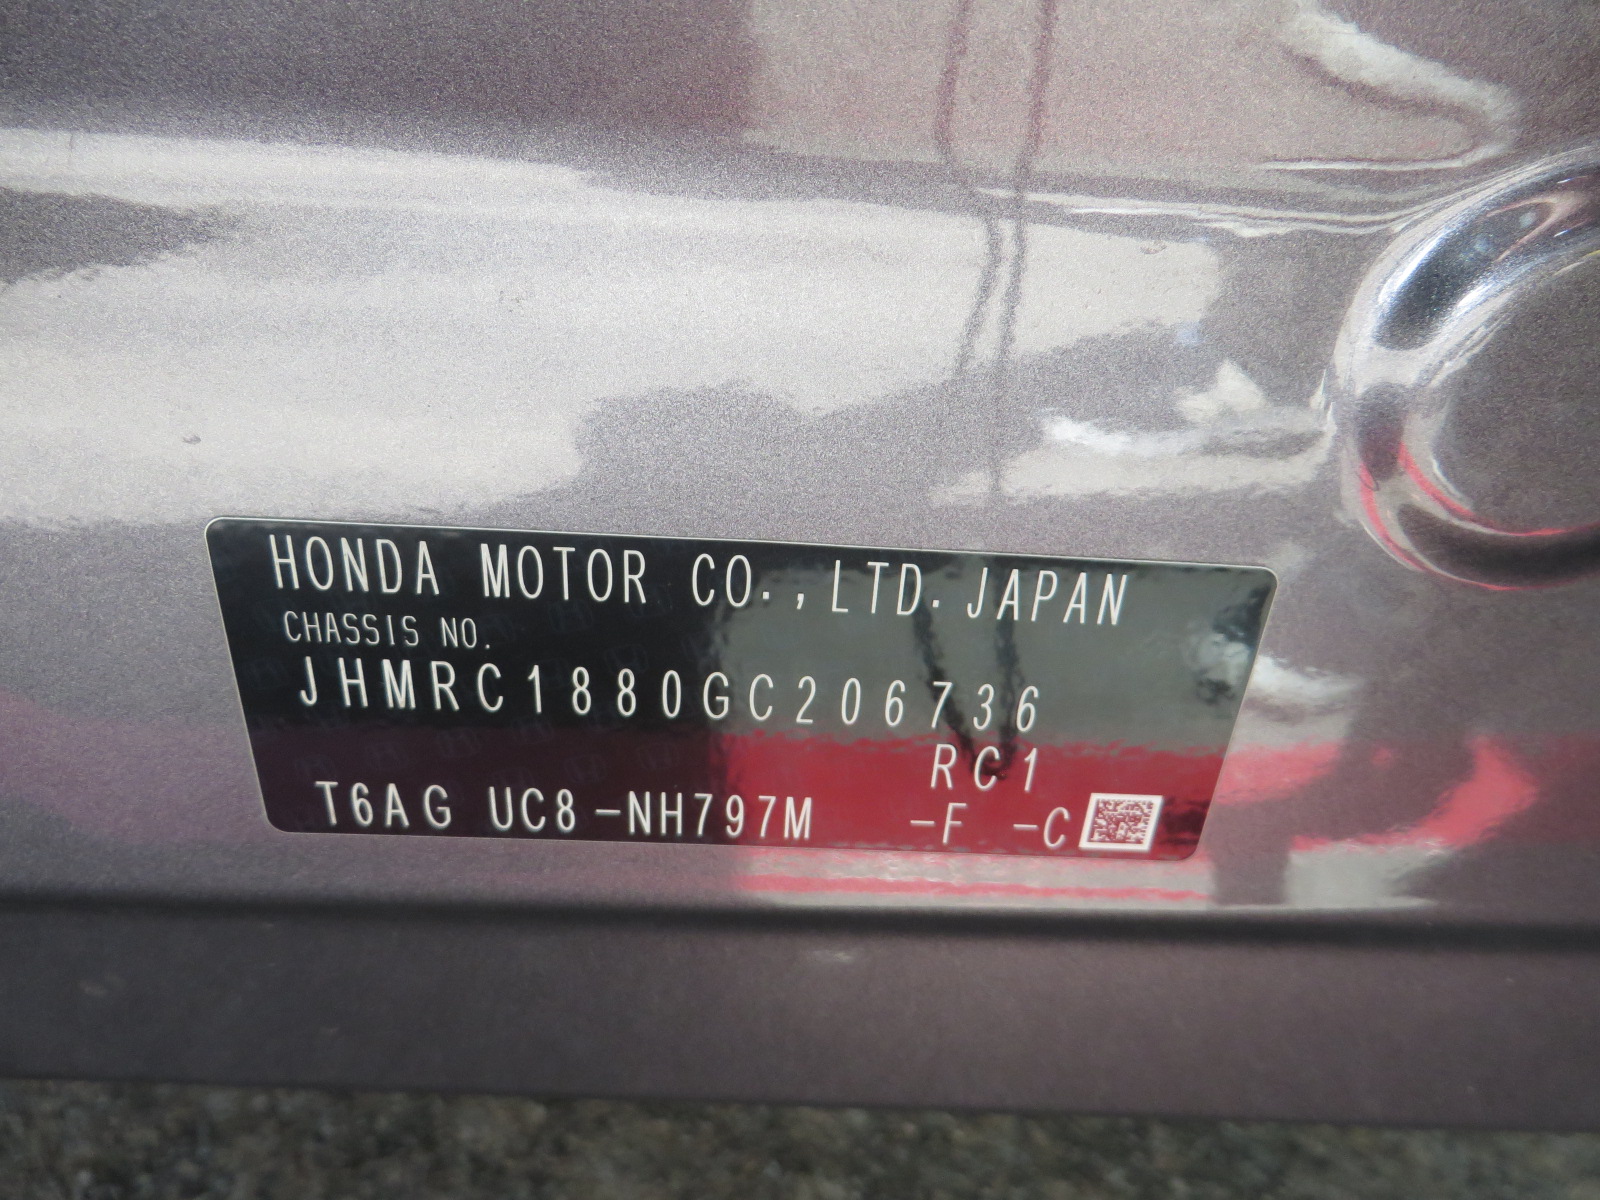 HONDA MOTOR CO.,LTD.JAPAN
CHASSIS NO.
JHMRC1880GC206736
RC1
T6AG UC8-NH797M -F -C